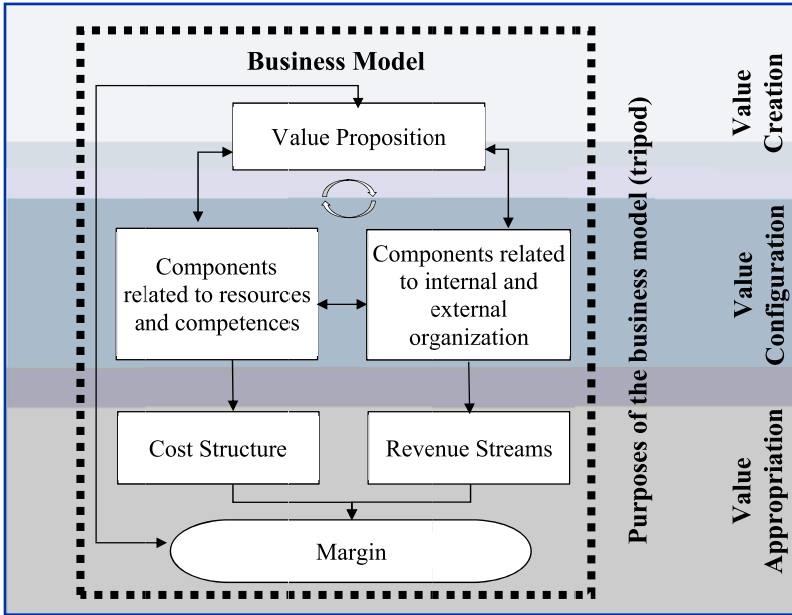 Business Model
Value Proposition
Components
related to resources
and competences
Components related
to internal and
external
organization
Cost Structure
Revenue Streams
Margin
Purposes of the business model (tripod)
Value
Creation
Value
Configuration
Value
Appropriation